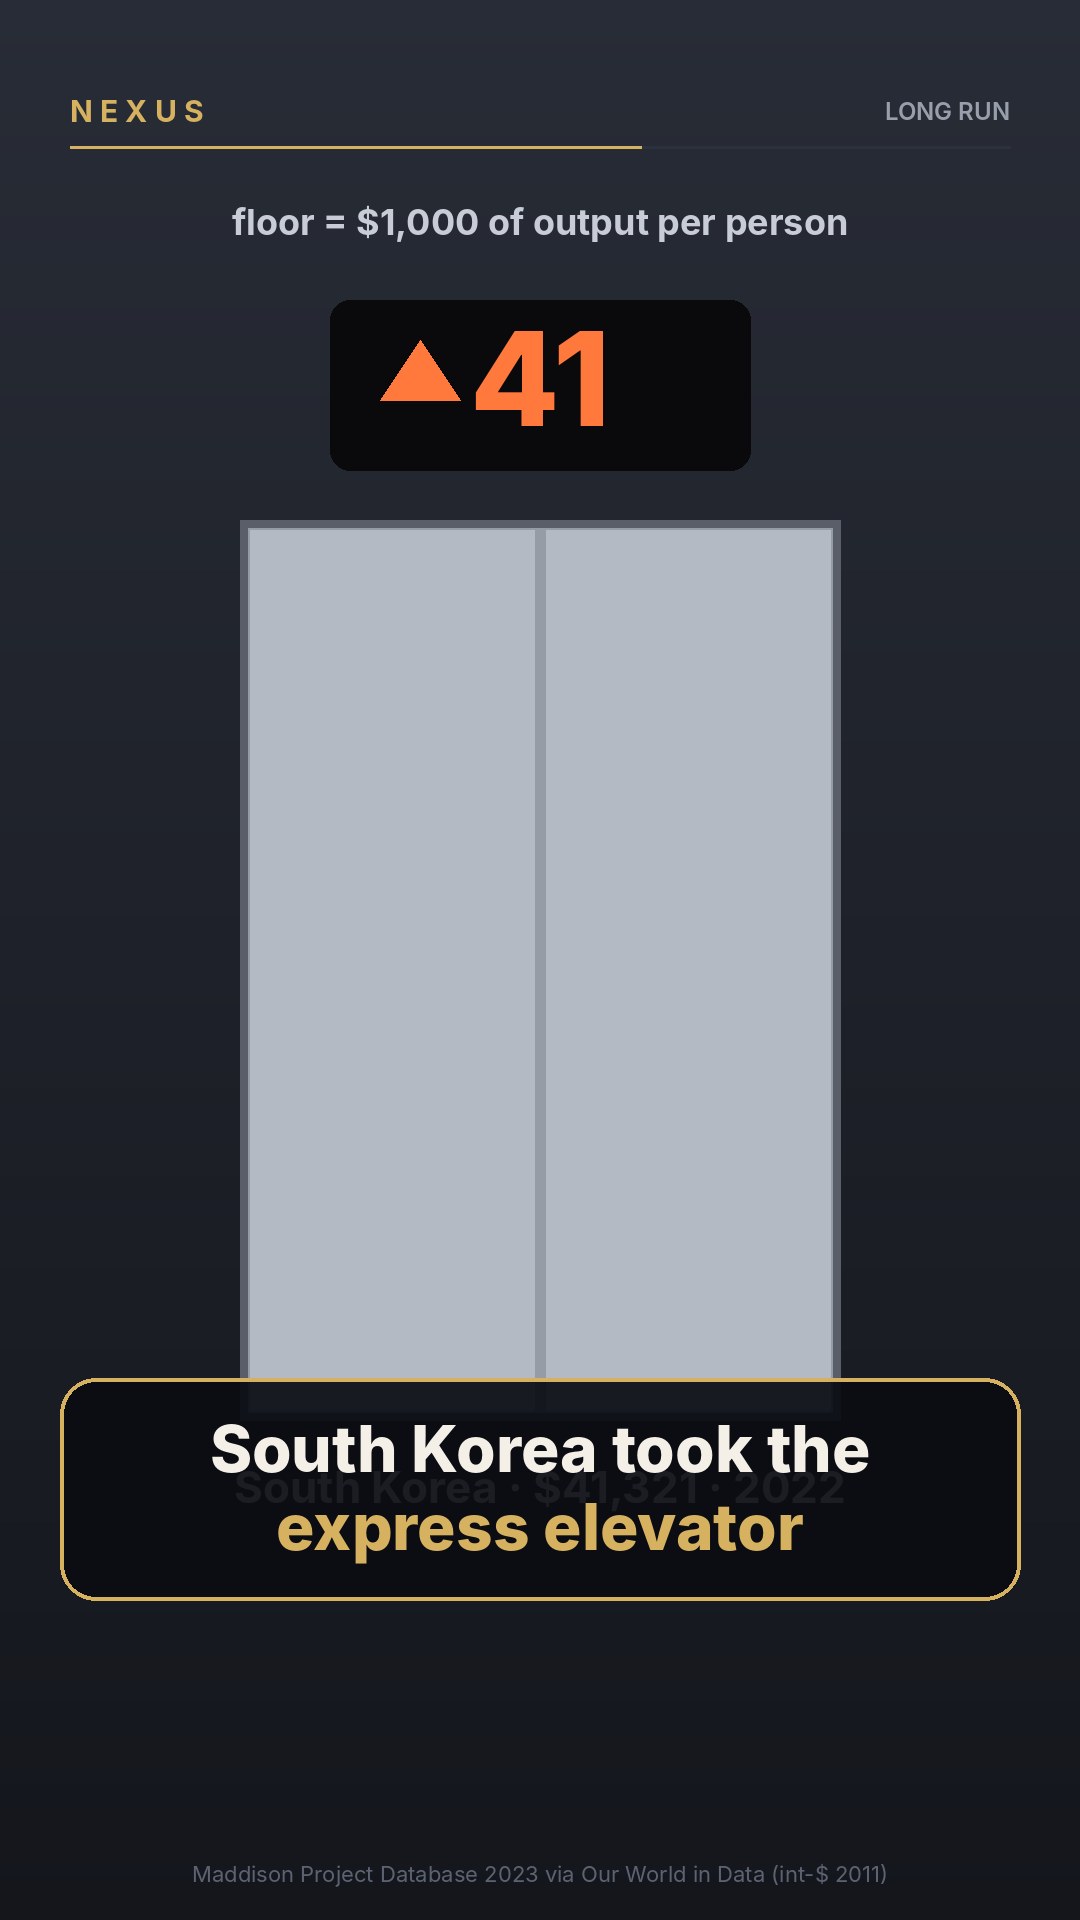 NEXUS
LONG RUN
floor = $1,000 of output per person
▲41
South Korea took the
South Korea · $41,321 · 2022
express elevator
Maddison Project Database 2023 via Our World in Data (int-$ 2011)